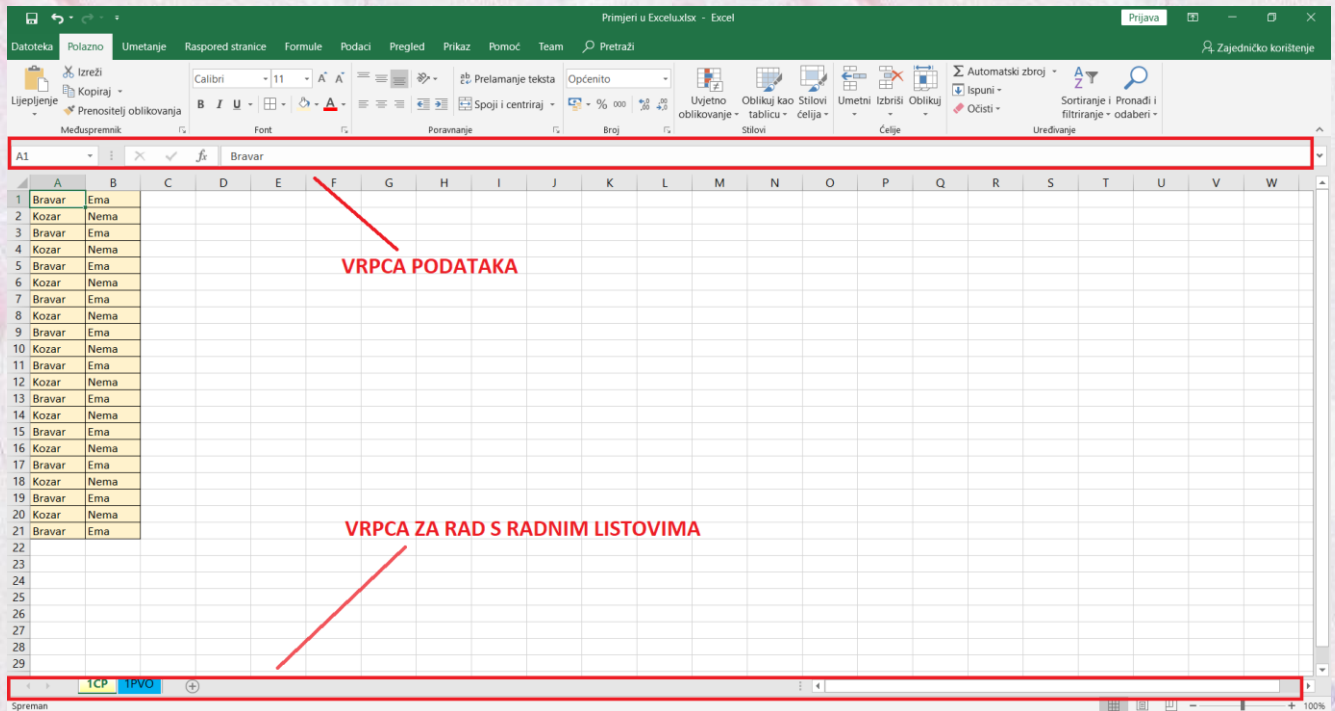 Primjeri u Excelu.xlsx - Excel
Prijava
Datoteka Polazno Umetanje Raspored stranice Formule Podaci Pregled Prikaz Pomoć Team Pretraži
Zajedničko korištenje
Lijepljenje
Izreži
Kopiraj
Prenositelj oblikovanja
Međuspremnik
Calibri 11
B I U
Font
Prelamanje teksta
Spoji i centriraj
Poravnanje
Općenito
% 000
Broj
Uvjetno oblikovanje
Oblikuj kao tablicu
Stilovi ćelija
Stilovi
Umetni Izbriši Oblikuj
Ćelije
Automatski zbroj
Ispuni
Očisti
Sortiranje i filtriranje
Pronađi i odaberi
Uređivanje
A1 fx Bravar
A B C D E F G H I J K L M N O P Q R S T U V W
1 Bravar Ema
2 Kozar Nema
3 Bravar Ema
4 Kozar Nema
5 Bravar Ema
VRPCA PODATAKA
6 Kozar Nema
7 Bravar Ema
8 Kozar Nema
9 Bravar Ema
10 Kozar Nema
11 Bravar Ema
12 Kozar Nema
13 Bravar Ema
14 Kozar Nema
15 Bravar Ema
16 Kozar Nema
17 Bravar Ema
18 Kozar Nema
19 Bravar Ema
20 Kozar Nema
21 Bravar Ema
VRPCA ZA RAD S RADNIM LISTOVIMA
22
23
24
25
26
27
28
29
1CP 1PVO
Spreman
100%